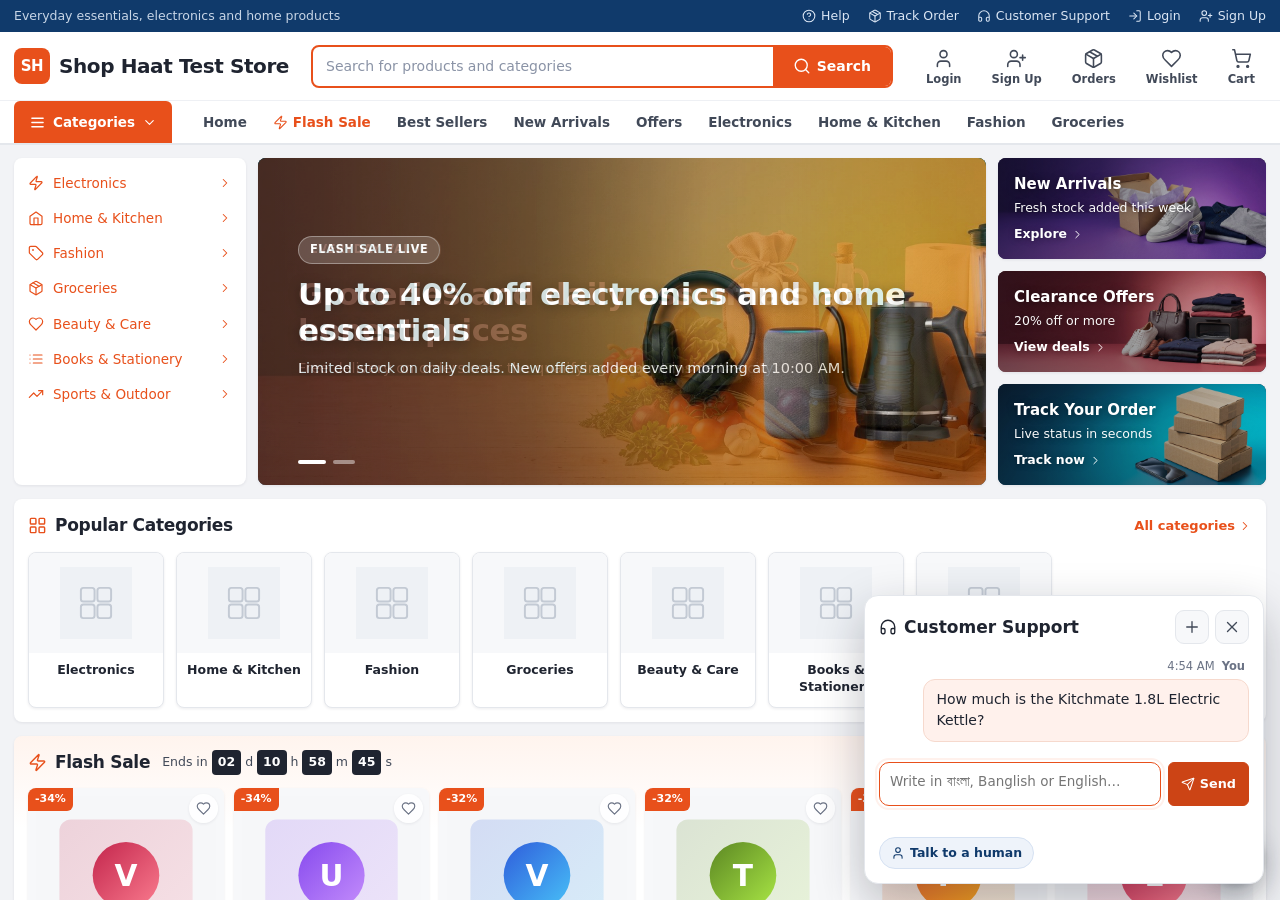 Everyday essentials, electronics and home products
Help
Track Order
Customer Support
Login
Sign Up
SH
Shop Haat Test Store
Search for products and categories
Search
Login
Sign Up
Orders
Wishlist
Cart
Categories
Home
Flash Sale
Best Sellers
New Arrivals
Offers
Electronics
Home & Kitchen
Fashion
Groceries
Electronics
Home & Kitchen
Fashion
Groceries
Beauty & Care
Books & Stationery
Sports & Outdoor
FLASH SALE LIVE
Up to 40% off electronics and home
essentials
Limited stock on daily deals. New offers added every morning at 10:00 AM.
New Arrivals
Fresh stock added this week
Explore
Clearance Offers
20% off or more
View deals
Track Your Order
Live status in seconds
Track now
Popular Categories
All categories
Electronics
Home & Kitchen
Fashion
Groceries
Beauty & Care
Books &
Customer Support
4:54 AM You
How much is the Kitchmate 1.8L Electric
Kettle?
Write in বাংলা, Banglish or English...
Send
Talk to a human
Flash Sale
Ends in 02 d 10 h 58 m 45 s
-34%
-34%
-32%
-32%
V
U
V
T